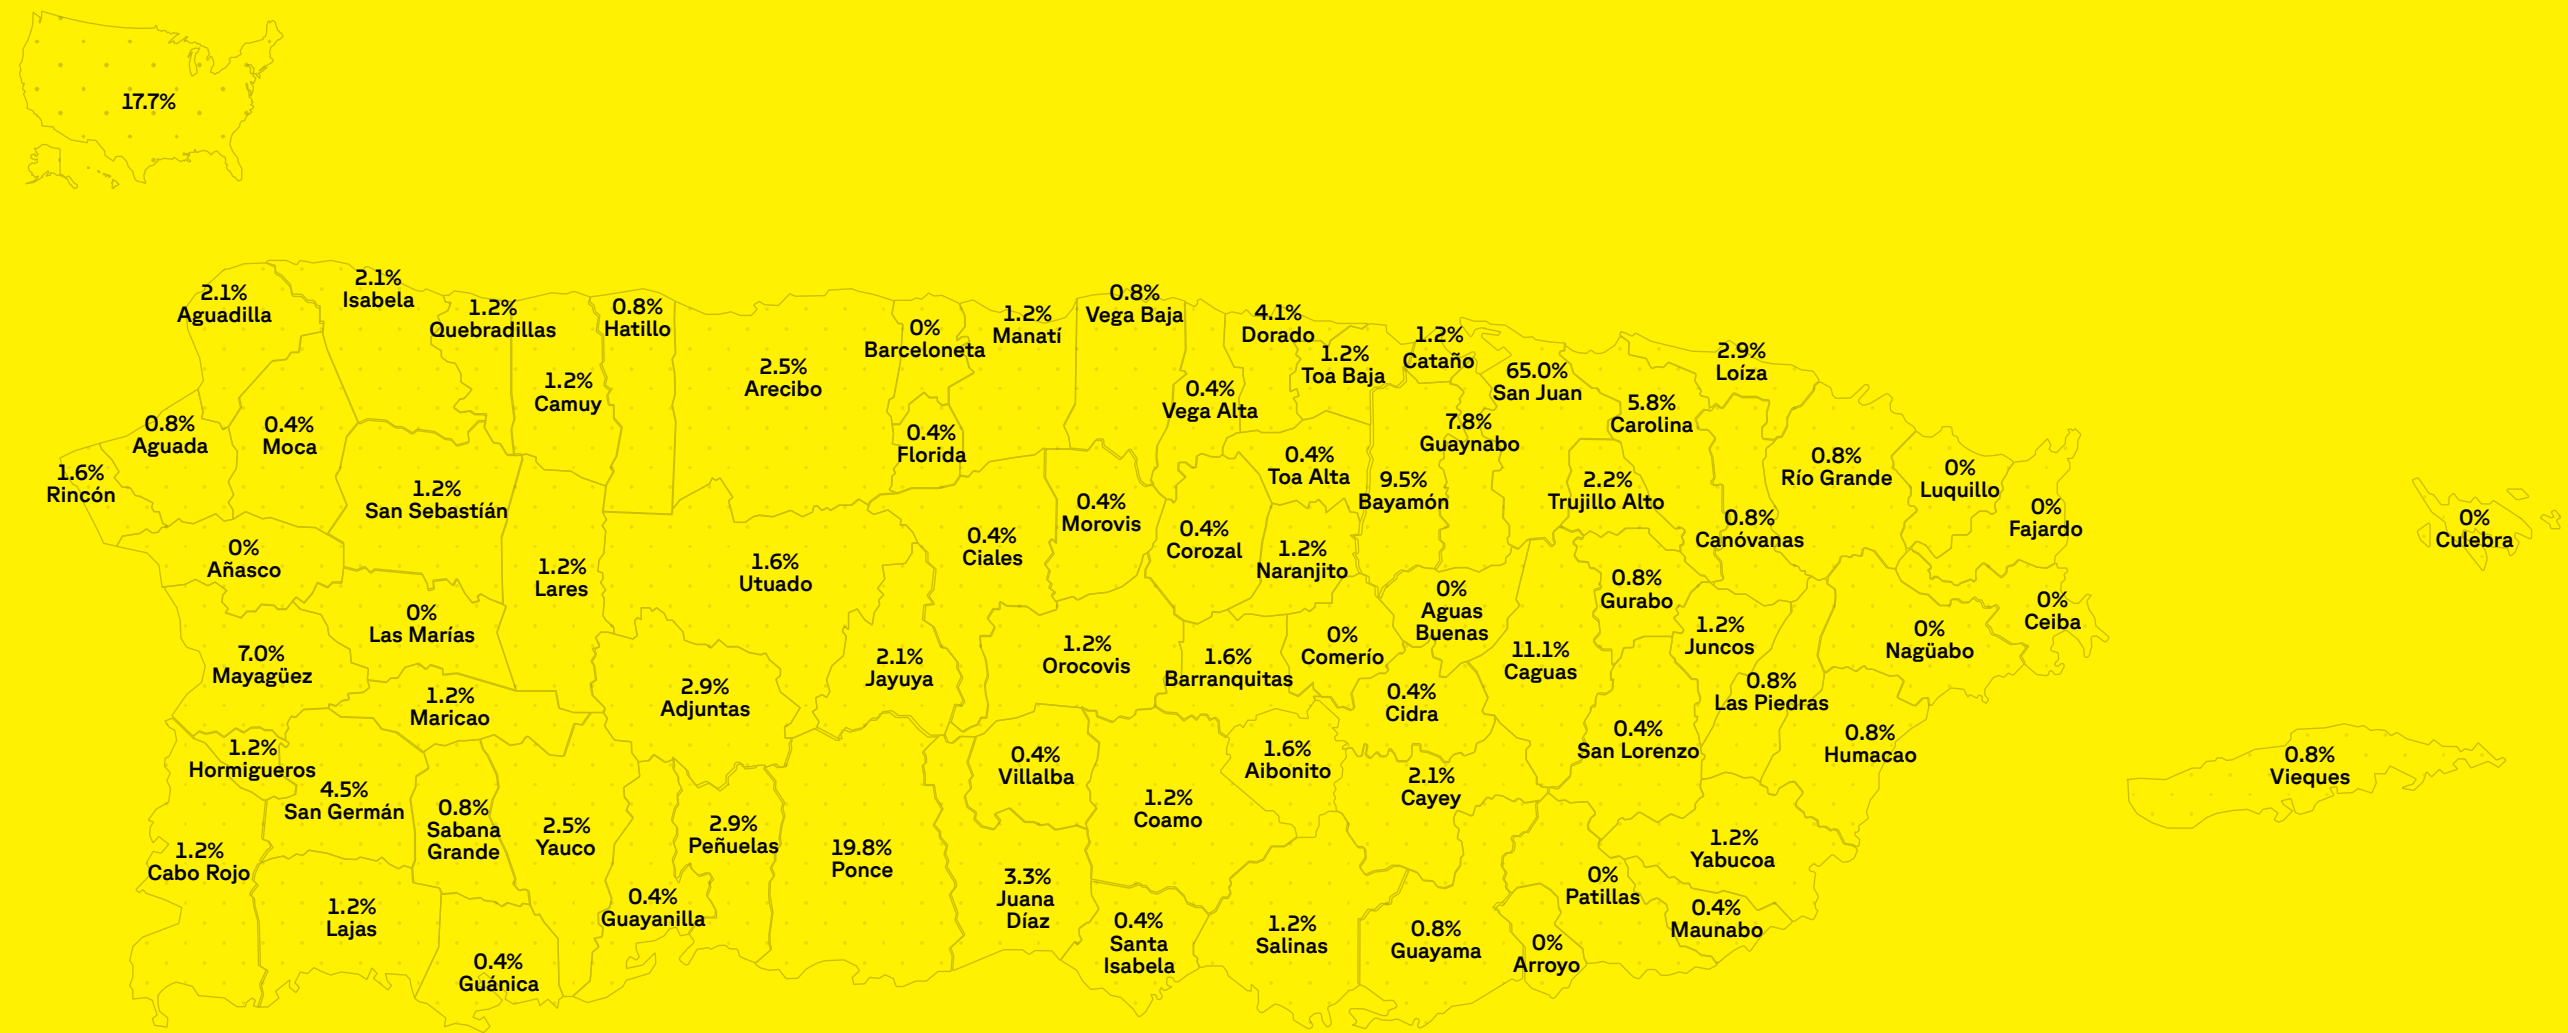 17.7%
2.1%
Aguadilla
2.1%
Isabela
1.2%
Quebradillas
1.2%
Camuy
0.8%
Hatillo
2.5%
Arecibo
0%
Barceloneta
1.2%
Manatí
0.8%
Vega Baja
0.4%
Vega Alta
4.1%
Dorado
1.2%
Toa Baja
1.2%
Cataño
65.0%
San Juan
5.8%
Carolina
2.9%
Loíza
0.8%
Aguada
0.4%
Moca
1.6%
Rincón
1.2%
San Sebastíán
0.4%
Florida
0.4%
Toa Alta
9.5%
Bayamón
7.8%
Guaynabo
2.2%
Trujillo Alto
0.8%
Canóvanas
0.8%
Río Grande
0%
Luquillo
0%
Fajardo
0%
Culebra
0%
Añasco
1.2%
Lares
1.6%
Utuado
0.4%
Ciales
0.4%
Morovis
0.4%
Corozal
1.2%
Naranjito
0%
Aguas
Buenas
0.8%
Gurabo
0%
Ceiba
0%
Las Marías
7.0%
Mayagüez
1.2%
Maricao
2.9%
Adjuntas
2.1%
Jayuya
1.2%
Orocovis
1.6%
Barranquitas
0%
Comerío
0.4%
Cidra
11.1%
Caguas
1.2%
Juncos
0.8%
Las Piedras
0%
Nagüabo
1.2%
Hormigueros
4.5%
San Germán
0.8%
Sabana
Grande
2.5%
Yauco
2.9%
Peñuelas
19.8%
Ponce
0.4%
Villalba
1.2%
Coamo
1.6%
Aibonito
2.1%
Cayey
0.4%
San Lorenzo
0.8%
Humacao
0.8%
Vieques
1.2%
Cabo Rojo
1.2%
Lajas
0.4%
Guánica
0.4%
Guayanilla
3.3%
Juana
Díaz
0.4%
Santa
Isabela
1.2%
Salinas
0.8%
Guayama
0%
Arroyo
0%
Patillas
1.2%
Yabucoa
0.4%
Maunabo